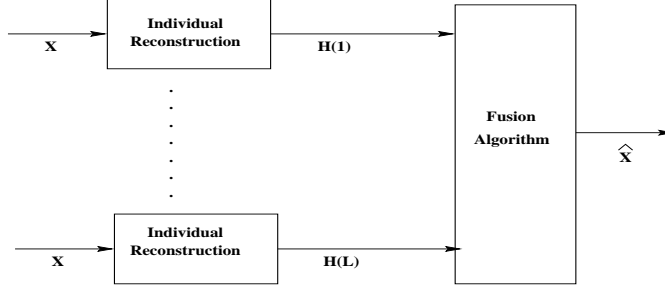 Individual
Reconstruction
X
H(1)
Fusion
Algorithm
X̂
Individual
Reconstruction
X
H(L)